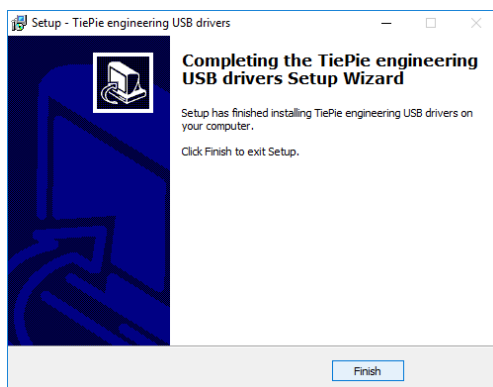 Setup - TiePie engineering USB drivers
Completing the TiePie engineering
USB drivers Setup Wizard
Setup has finished installing TiePie engineering USB drivers on
your computer.
Click Finish to exit Setup.
Finish